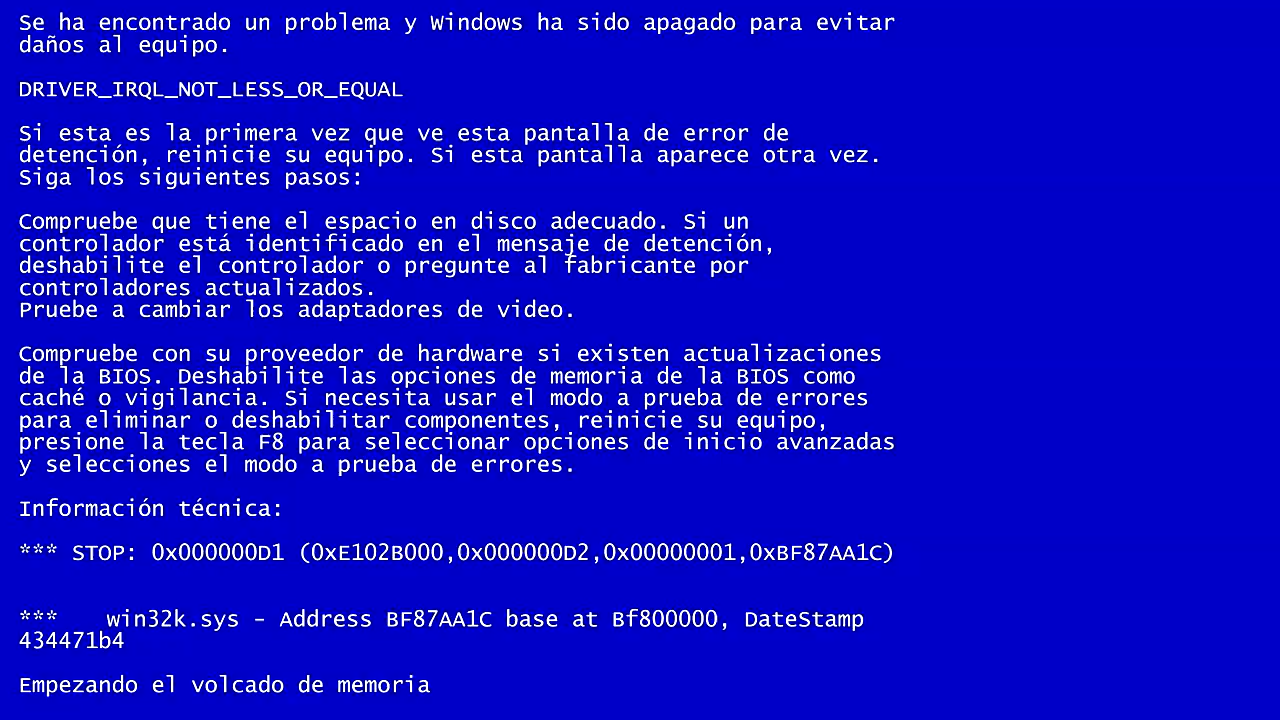 Se ha encontrado un problema y Windows ha sido apagado para evitar
daños al equipo.
DRIVER_IRQL_NOT_LESS_OR_EQUAL
Si esta es la primera vez que ve esta pantalla de error de
detención, reinicie su equipo. Si esta pantalla aparece otra vez.
Siga los siguientes pasos:
Compruebe que tiene el espacio en disco adecuado. Si un
controlador está identificado en el mensaje de detención,
deshabilite el controlador o pregunte al fabricante por
controladores actualizados.
Pruebe a cambiar los adaptadores de video.
Compruebe con su proveedor de hardware si existen actualizaciones
de la BIOS. Deshabilite las opciones de memoria de la BIOS como
caché o vigilancia. Si necesita usar el modo a prueba de errores
para eliminar o deshabilitar componentes, reinicie su equipo,
presione la tecla F8 para seleccionar opciones de inicio avanzadas
y selecciones el modo a prueba de errores.
Información técnica:
*** STOP: 0x000000D1 (0xE102B000,0x000000D2,0x00000001,0xBF87AA1C)
*** win32k.sys – Address BF87AA1C base at Bf800000, DateStamp
434471b4
Empezando el volcado de memoria